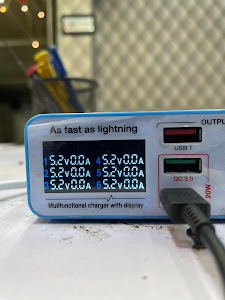 As fast as lightning
OUTPU
1 5.2V0.0A 4 5.2V0.0A
2 5.2V0.0A 5 5.2V0.0A
3 5.2V0.0A 6 5.2V0.0A
USB 1
QC 3.0
20W
Multifunctional charger with display